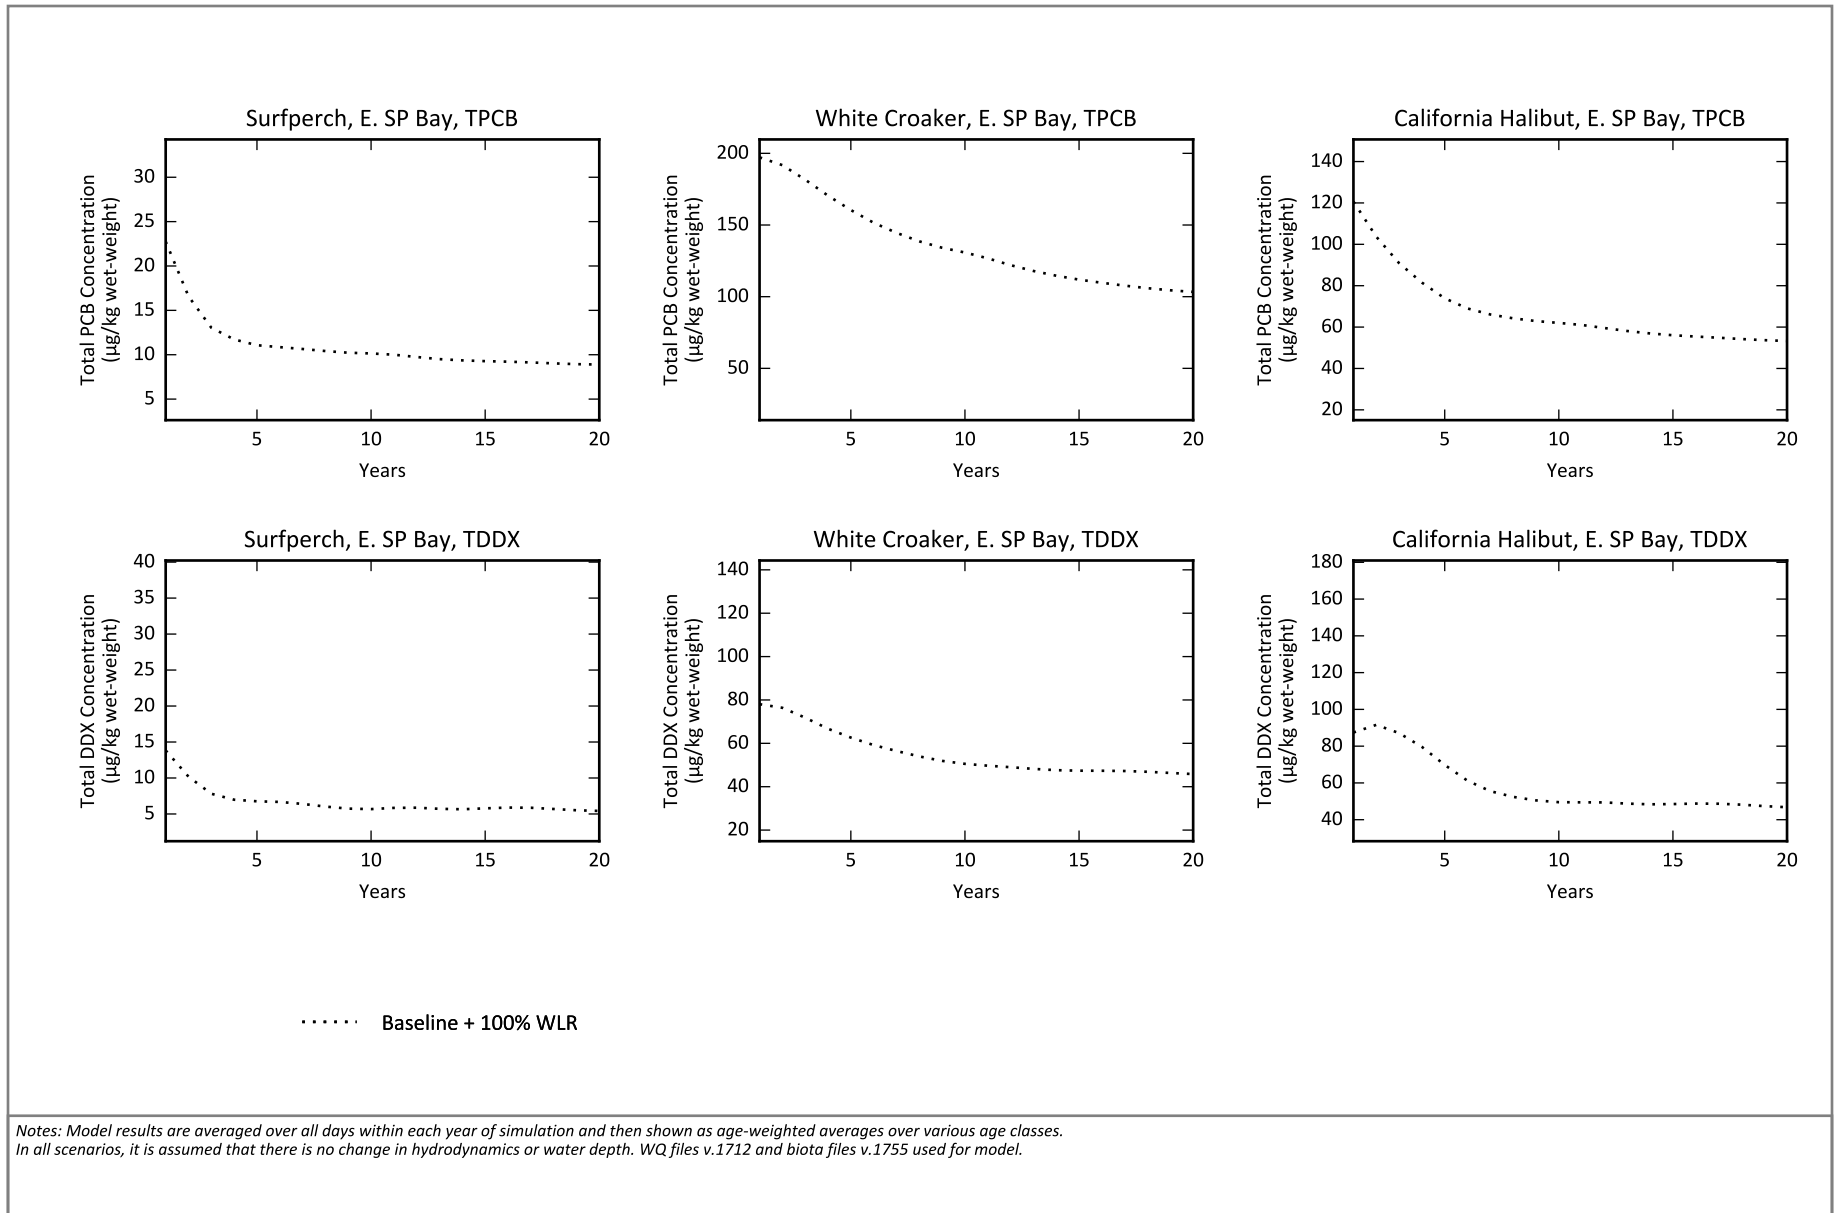 Surfperch, E. SP Bay, TPCB
Total PCB Concentration
(µg/kg wet-weight)
30
25
20
15
10
5
5 10 15 20
Years
White Croaker, E. SP Bay, TPCB
Total PCB Concentration
(µg/kg wet-weight)
200
150
100
50
5 10 15 20
Years
California Halibut, E. SP Bay, TPCB
Total PCB Concentration
(µg/kg wet-weight)
140
120
100
80
60
40
20
5 10 15 20
Years
Surfperch, E. SP Bay, TDDX
Total DDX Concentration
(µg/kg wet-weight)
40
35
30
25
20
15
10
5
5 10 15 20
Years
White Croaker, E. SP Bay, TDDX
Total DDX Concentration
(µg/kg wet-weight)
140
120
100
80
60
40
20
5 10 15 20
Years
California Halibut, E. SP Bay, TDDX
Total DDX Concentration
(µg/kg wet-weight)
180
160
140
120
100
80
60
40
5 10 15 20
Years
Baseline + 100% WLR
Notes: Model results are averaged over all days within each year of simulation and then shown as age-weighted averages over various age classes.
In all scenarios, it is assumed that there is no change in hydrodynamics or water depth. WQ files v.1712 and biota files v.1755 used for model.